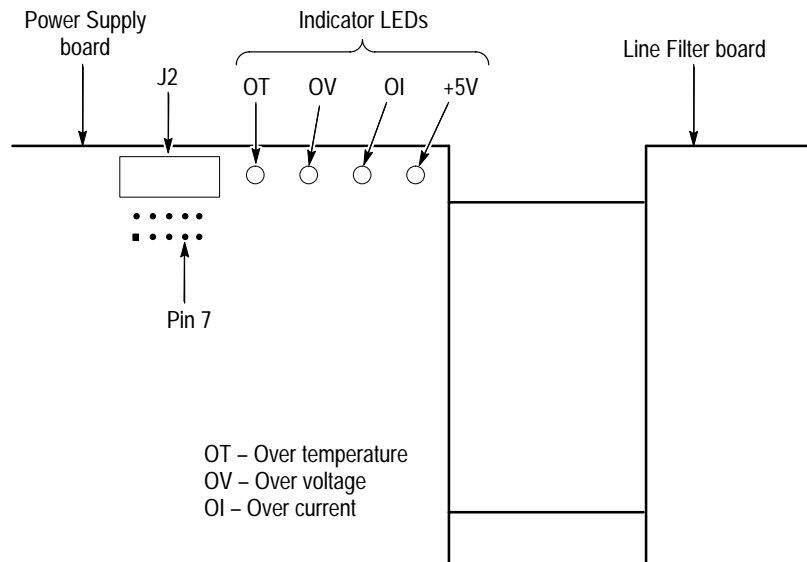 Power Supply
board
Indicator LEDs
Line Filter board
J2
OT OV OI +5V
Pin 7
OT – Over temperature
OV – Over voltage
OI – Over current